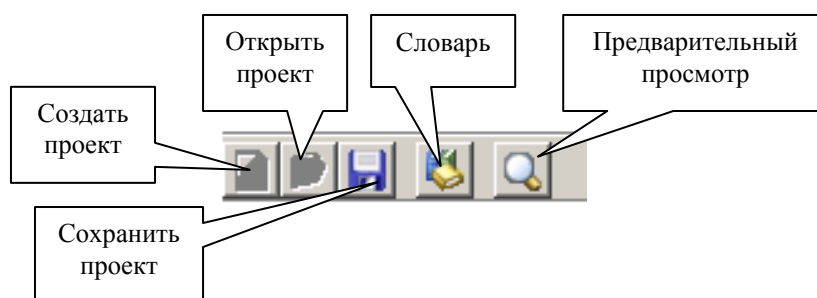 Открыть
проект
Словарь
Предварительный
просмотр
Создать
проект
Сохранить
проект